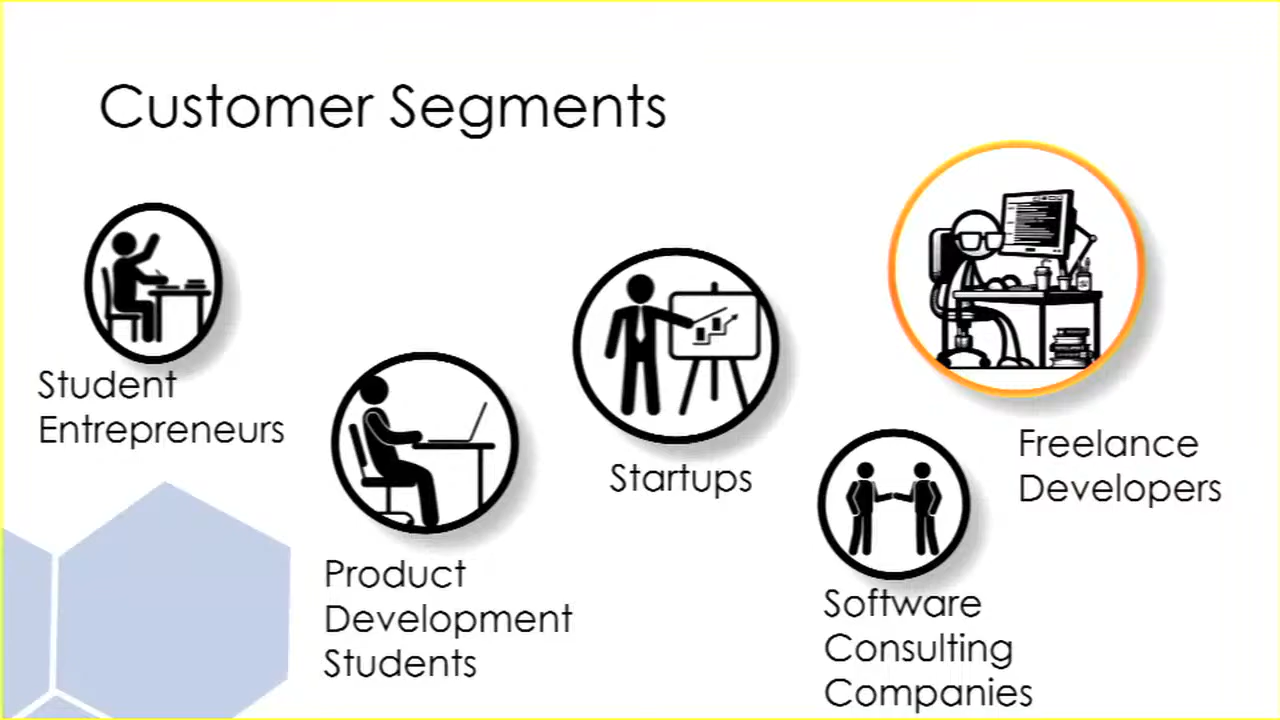 Customer Segments
Student
Entrepreneurs
Product
Development
Students
Startups
Software
Consulting
Companies
Freelance
Developers